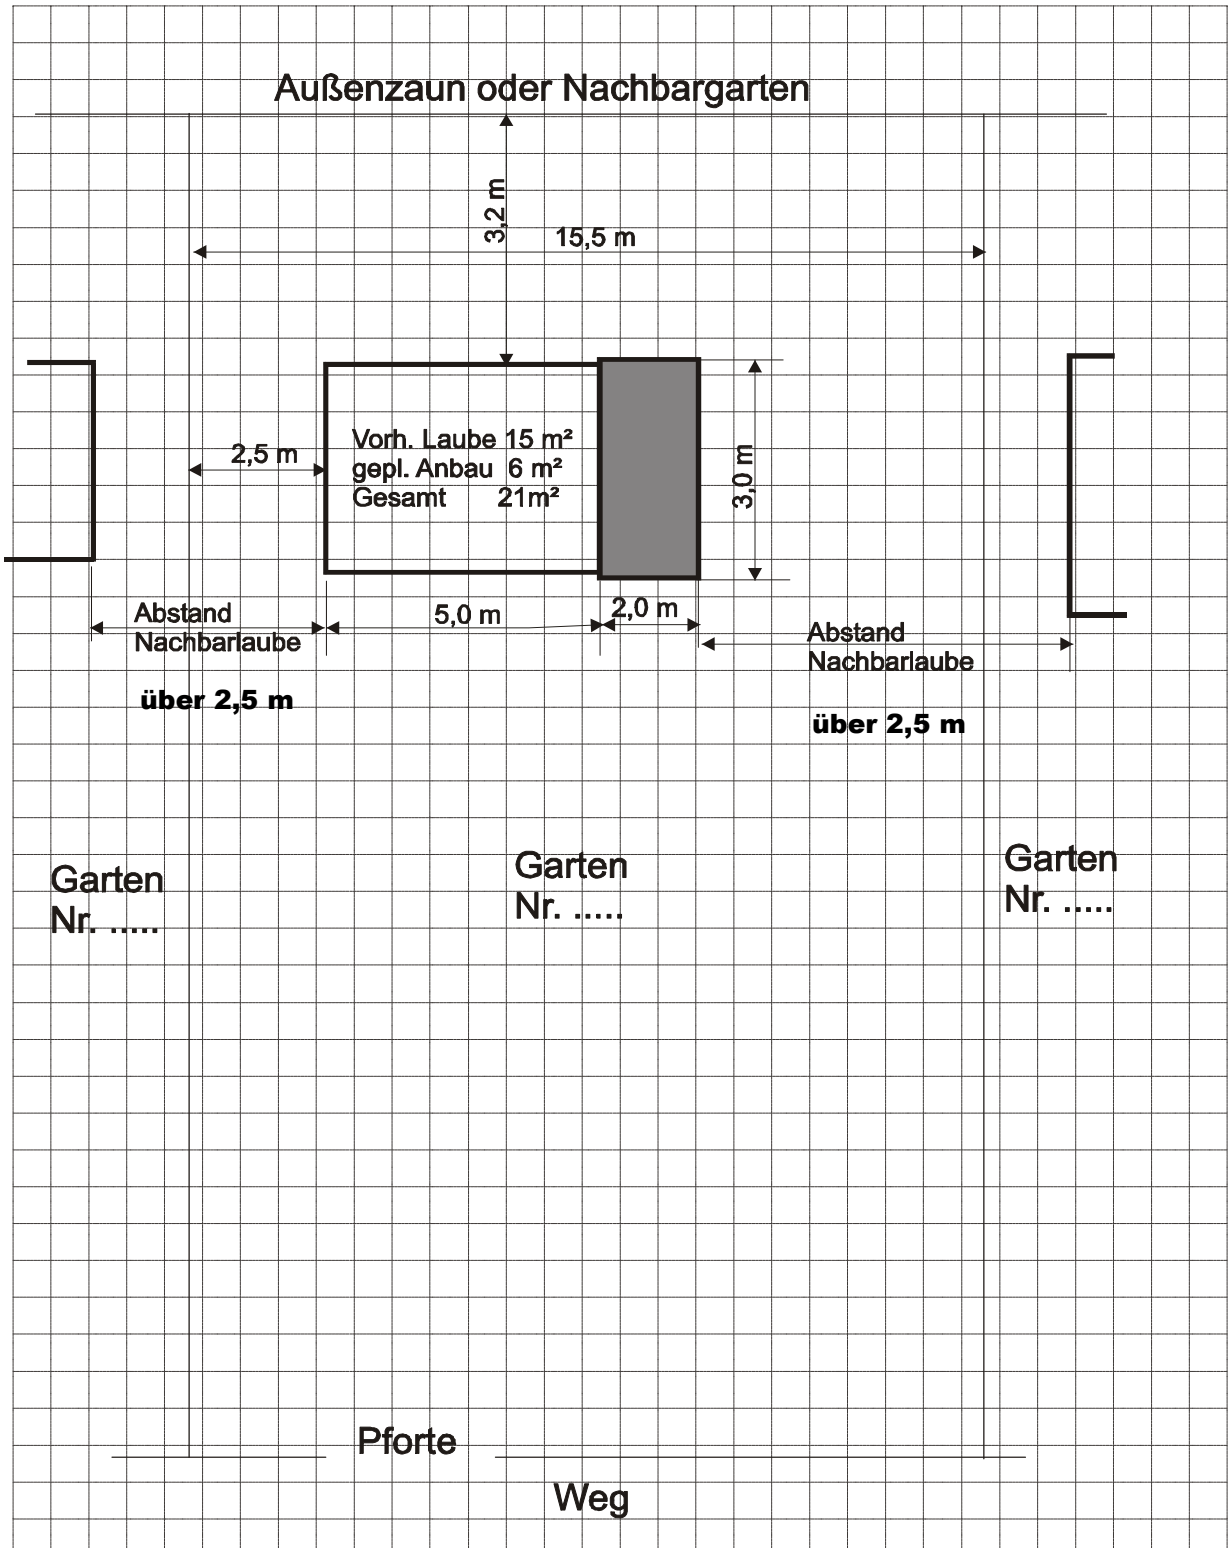 Außenzaun oder Nachbargarten
3,2 m
15,5 m
2,5 m
Vorh. Laube 15 m²
gepl. Anbau 6 m²
Gesamt 21m²
3,0 m
Abstand
Nachbarlaube
über 2,5 m
5,0 m
2,0 m
Abstand
Nachbarlaube
über 2,5 m
Garten
Nr. .....
Garten
Nr. .....
Garten
Nr. .....
Pforte
Weg